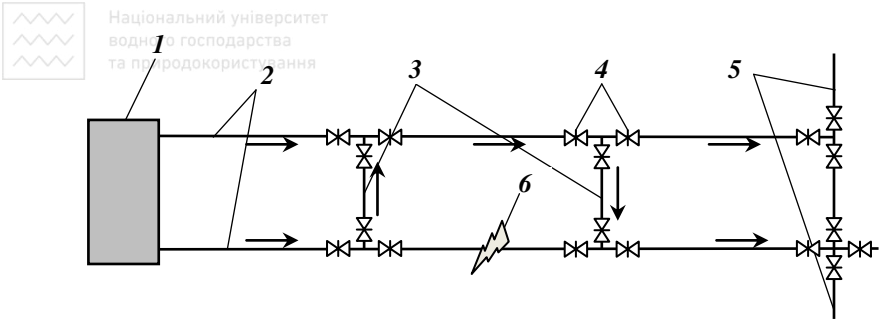 Національний університет
водного господарства
та природокористування
1
2
3
4
5
6